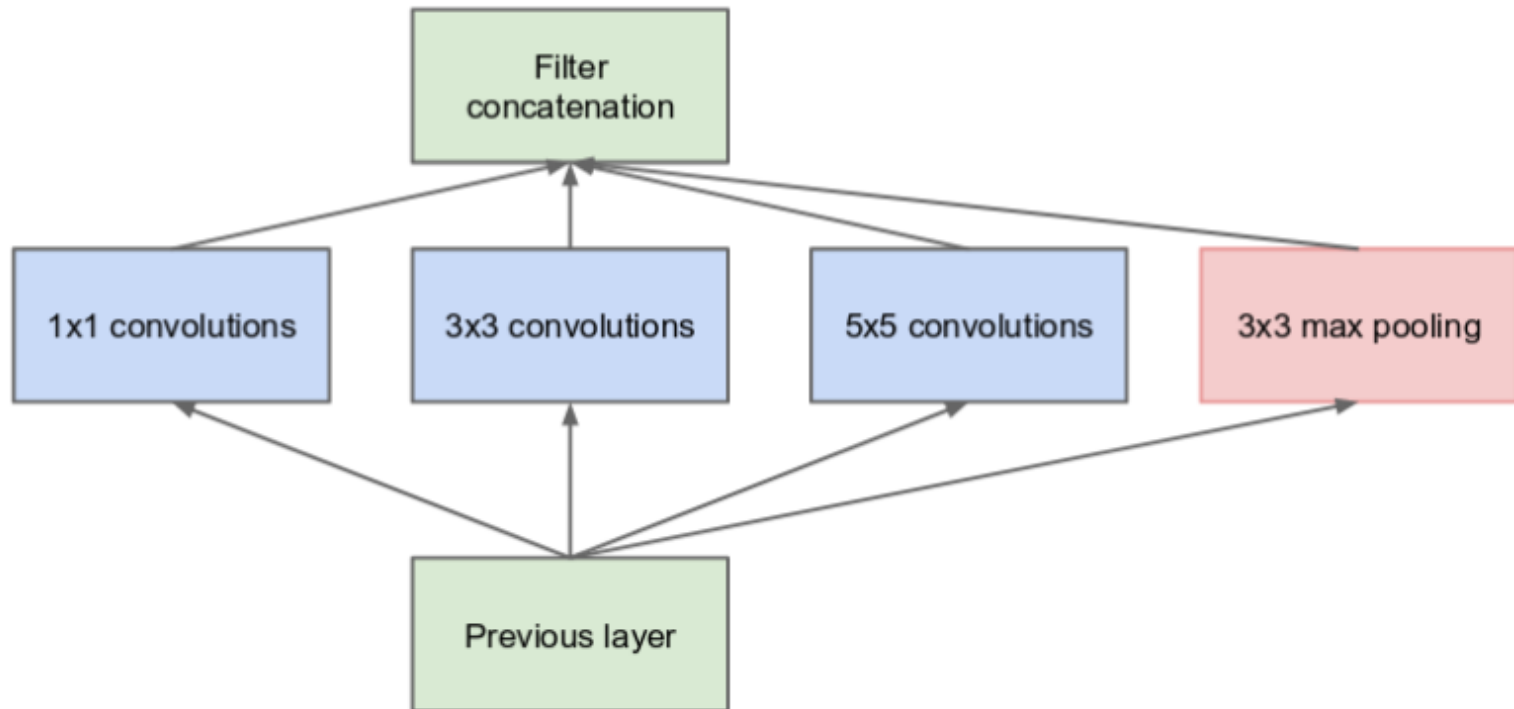 Filter
concatenation
1x1 convolutions
3x3 convolutions
5x5 convolutions
3x3 max pooling
Previous layer